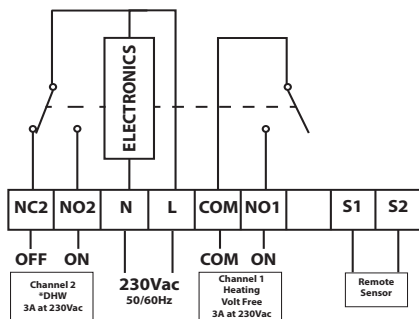 ELECTRONICS
NC2 NO2 N L COM NO1 S1 S2
OFF ON COM ON
230Vac
50/60Hz
Channel 2
*DHW
3A at 230Vac
Channel 1
Heating
Volt Free
3A at 230Vac
Remote
Sensor